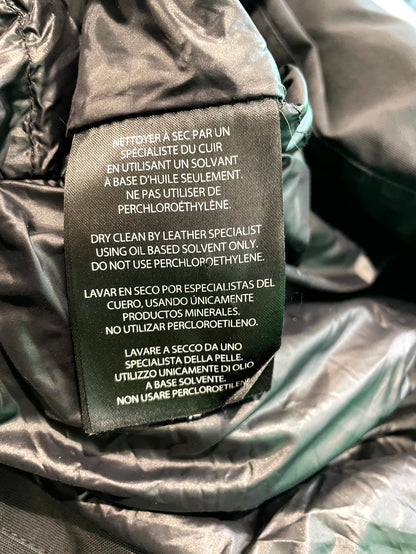 NETTOYER À SEC PAR UN
SPÉCIALISTE DU CUIR
EN UTILISANT UN SOLVANT
À BASE D'HUILE SEULEMENT.
NE PAS UTILISER DE
PERCHLOROÉTHYLÈNE.
DRY CLEAN BY LEATHER SPECIALIST
USING OIL BASED SOLVENT ONLY.
DO NOT USE PERCHLOROETHYLENE.
LAVAR EN SECO POR ESPECIALISTAS DEL
CUERO, USANDO ÚNICAMENTE
PRODUCTOS MINERALES.
NO UTILIZAR PERCLOROETILENO.
LAVARE A SECCO DA UNO
SPECIALISTA DELLA PELLE.
UTILIZZO UNICAMENTE DI OLIO
A BASE SOLVENTE.
NON USARE PERCLOROETILENE